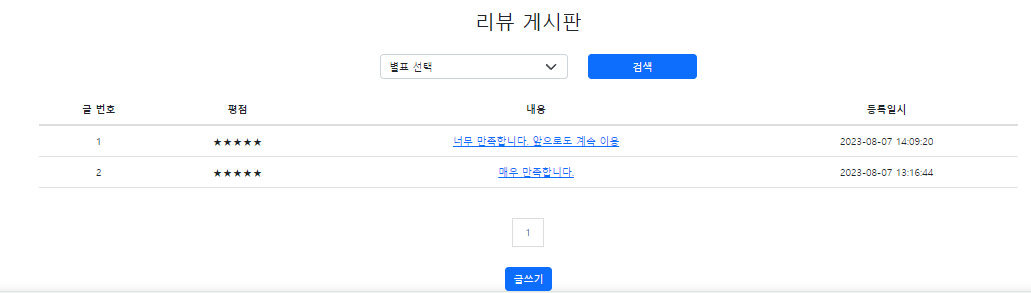 리뷰 게시판
별표 선택 검색
글 번호 평점 내용 등록일시
1 ★★★★★ 너무 만족합니다. 앞으로도 계속 이용 2023-08-07 14:09:20
2 ★★★★★ 매우 만족합니다. 2023-08-07 13:16:44
1
글쓰기